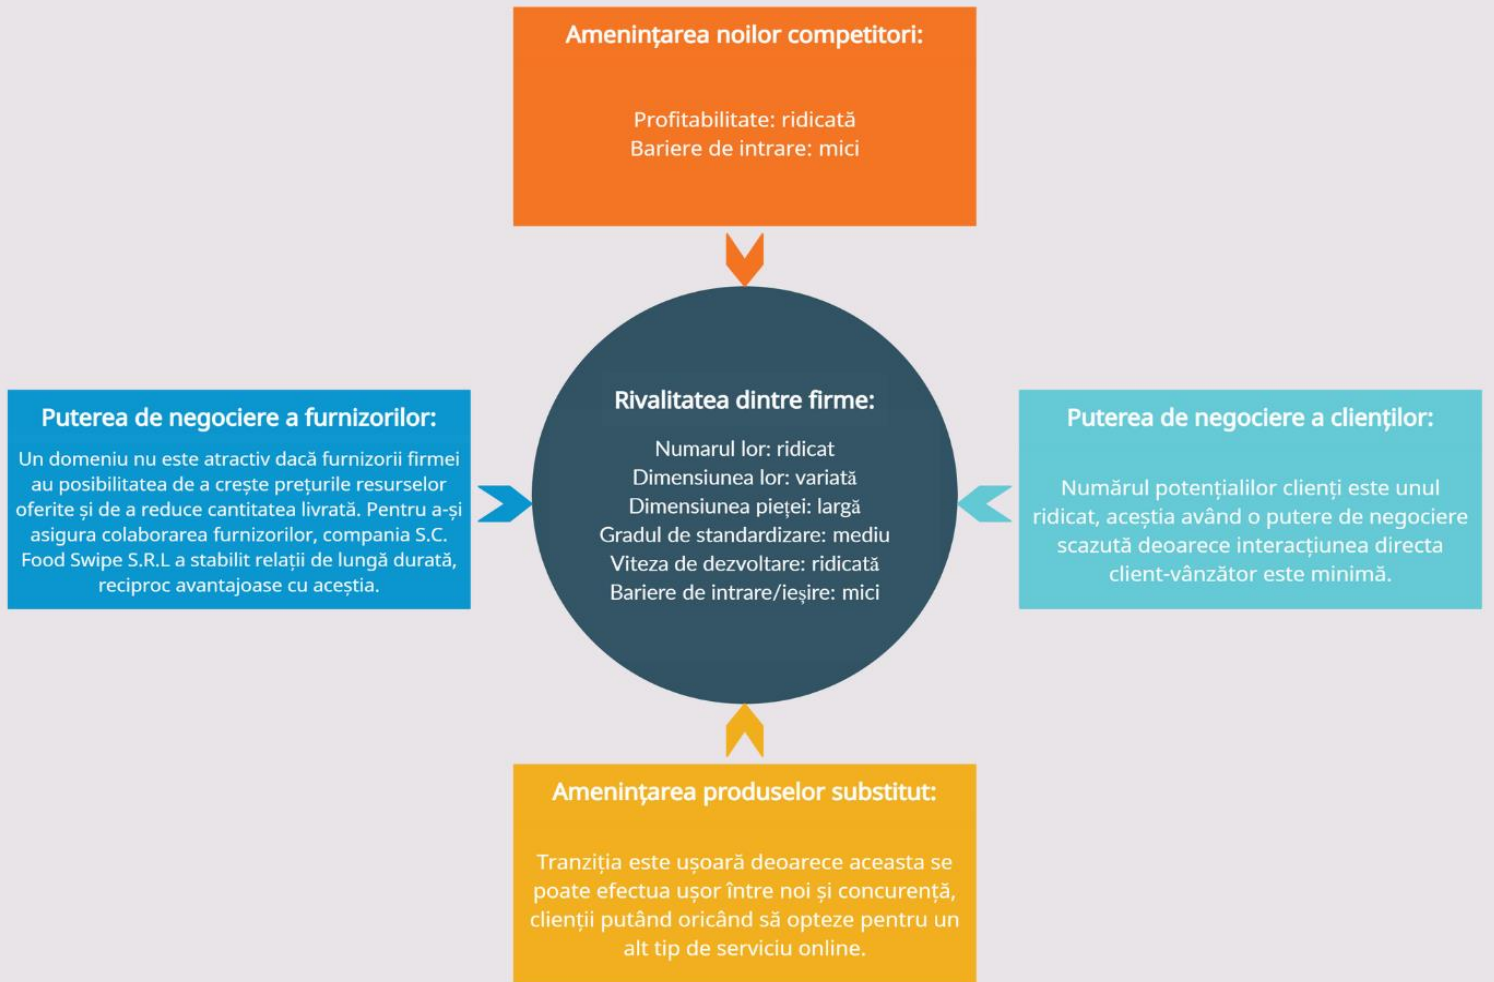 Amenințarea noilor competitori:
Profitabilitate: ridicată
Bariere de intrare: mici
Puterea de negociere a furnizorilor:
Un domeniu nu este atractiv dacă furnizorii firmei
au posibilitatea de a crește prețurile resurselor
oferite și de a reduce cantitatea livrată. Pentru a-și
asigura colaborarea furnizorilor, compania S.C.
Food Swipe S.R.L a stabilit relații de lungă durată,
reciproc avantajoase cu aceștia.
Rivalitatea dintre firme:
Numarul lor: ridicat
Dimensiunea lor: variată
Dimensiunea pieței: largă
Gradul de standardizare: mediu
Viteza de dezvoltare: ridicată
Bariere de intrare/ieșire: mici
Puterea de negociere a clienților:
Numărul potențialilor clienți este unul
ridicat, aceștia având o putere de negociere
scazută deoarece interacțiunea directa
client-vânzător este minimă.
Amenințarea produselor substitut:
Tranziția este ușoară deoarece aceasta se
poate efectua ușor între noi și concurență,
clienții putând oricând să opteze pentru un
alt tip de serviciu online.